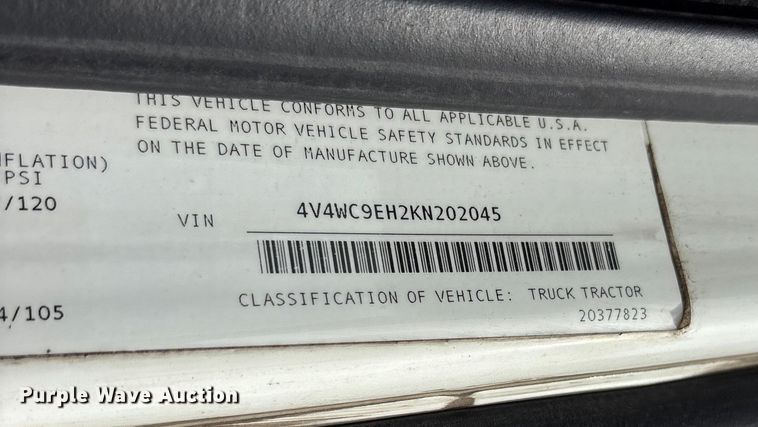 THIS VEHICLE CONFORMS TO ALL APPLICABLE U.S.A.
FEDERAL MOTOR VEHICLE SAFETY STANDARDS IN EFFECT
ON THE DATE OF MANUFACTURE SHOWN ABOVE.
NFLATION)
PSI
/120
VIN 4V4WC9EH2KN202045
CLASSIFICATION OF VEHICLE: TRUCK TRACTOR
4/105
20377823
Purple Wave Auction